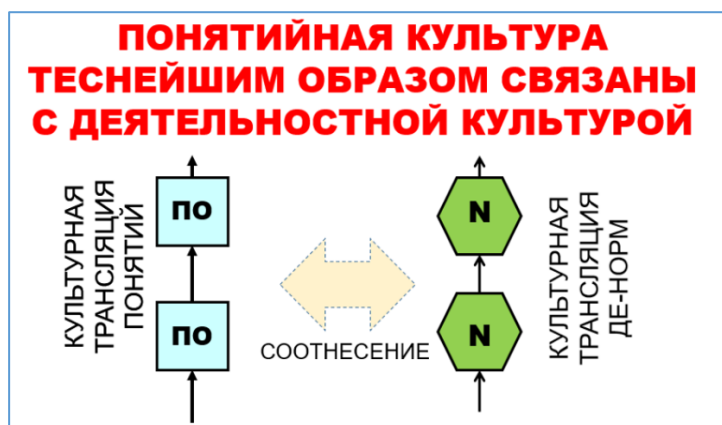 ПОНЯТИЙНАЯ КУЛЬТУРА
ТЕСНЕЙШИМ ОБРАЗОМ СВЯЗАНЫ
С ДЕЯТЕЛЬНОСТНОЙ КУЛЬТУРОЙ
КУЛЬТУРНАЯ
ТРАНСЛЯЦИЯ
ПОНЯТИЙ
ПО
ПО
СООТНЕСЕНИЕ
N
N
КУЛЬТУРНАЯ
ТРАНСЛЯЦИЯ
ДЕ-НОРМ